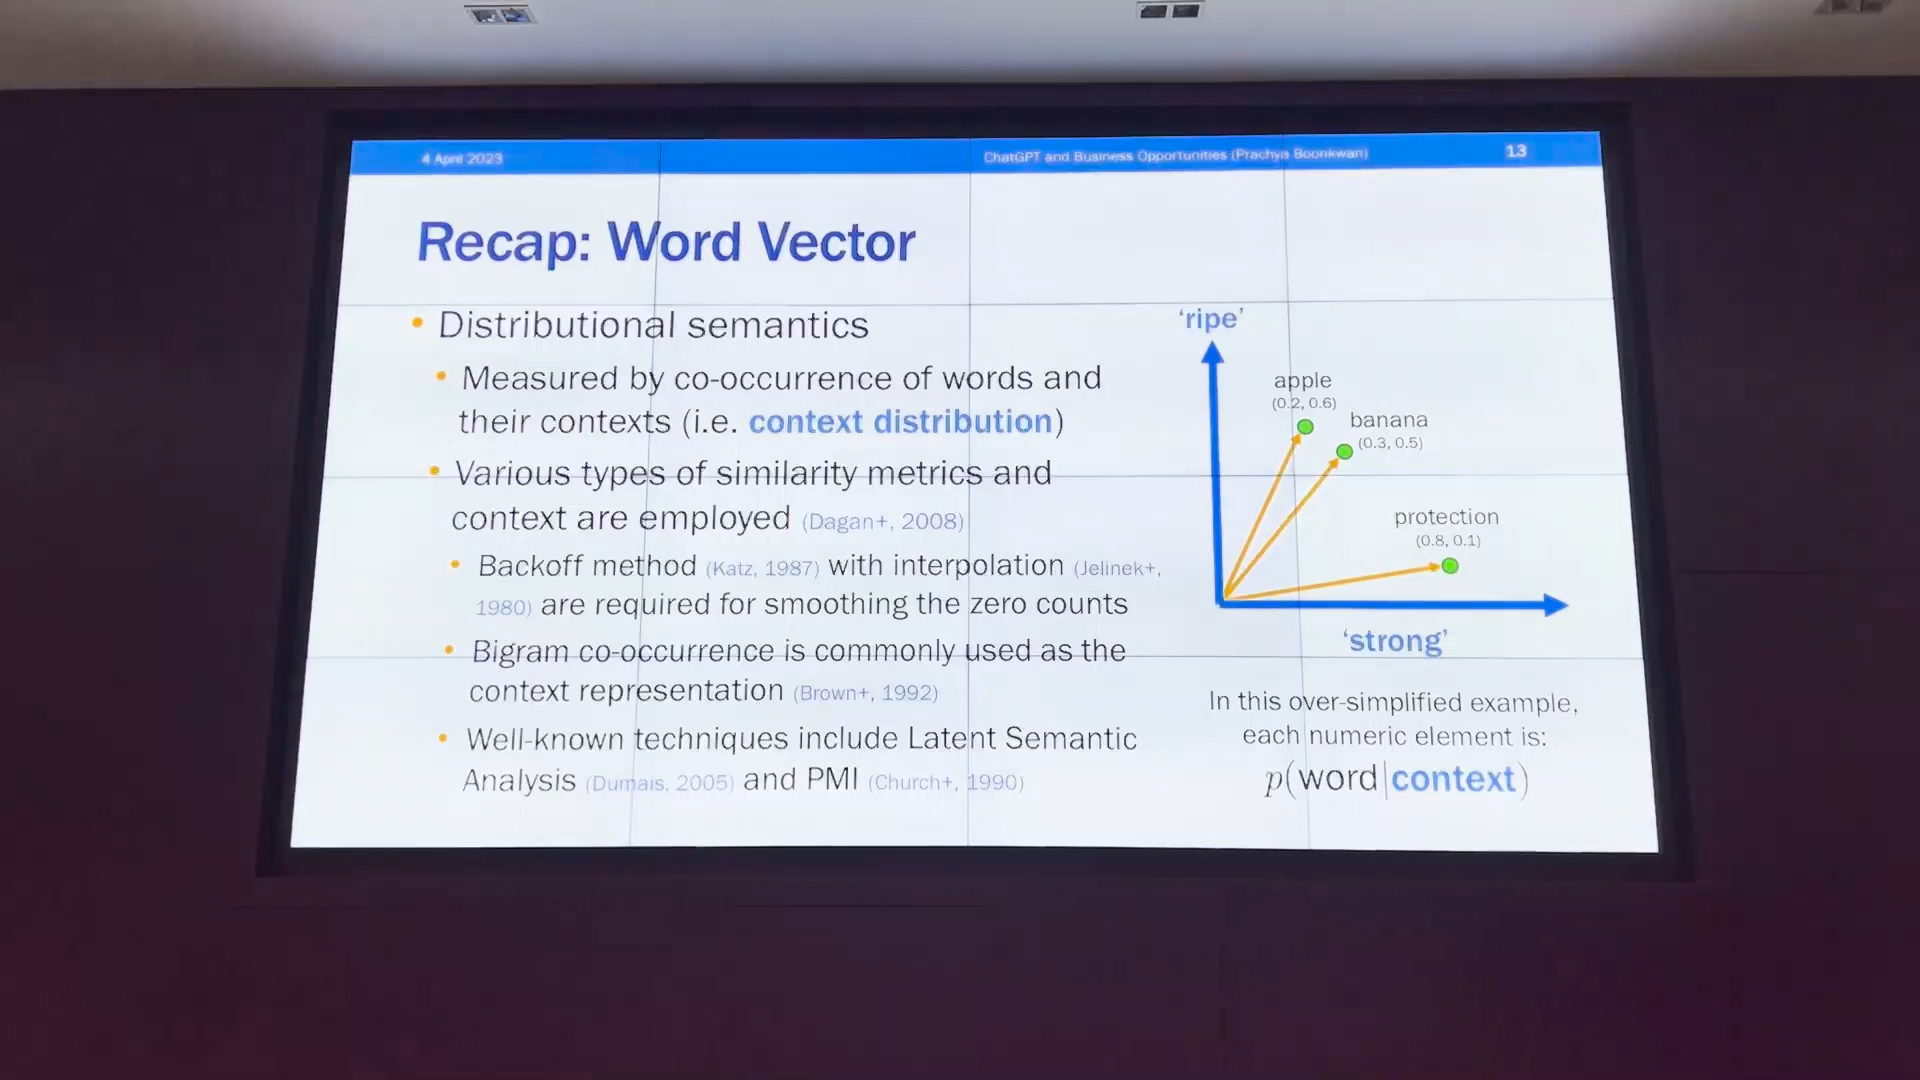 4 April 2023
ChatGPT and Business Opportunities (Prachya Boonkwan)
13
Recap: Word Vector
• Distributional semantics
• Measured by co-occurrence of words and
their contexts (i.e. context distribution)
• Various types of similarity metrics and
context are employed (Dagan+, 2008)
• Backoff method (Katz, 1987) with interpolation (Jelinek+,
1980) are required for smoothing the zero counts
• Bigram co-occurrence is commonly used as the
context representation (Brown+, 1992)
• Well-known techniques include Latent Semantic
Analysis (Dumais, 2005) and PMI (Church+, 1990)
‘ripe’
apple
(0.2, 0.6)
banana
(0.3, 0.5)
protection
(0.8, 0.1)
‘strong’
In this over-simplified example,
each numeric element is:
p(word|context)